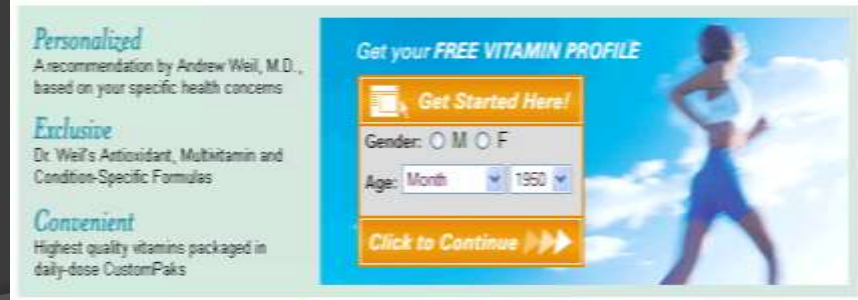 Personalized
A recommendation by Andrew Weil, M.D.,
based on your specific health concerns
Exclusive
Dr. Weil's Antioxidant, Multivitamin and
Condition-Specific Formulas
Convenient
Highest quality vitamins packaged in
daily-dose CustomPaks
Get your FREE VITAMIN PROFILE
Get Started Here!
Gender: M F
Age: Month 1950
Click to Continue